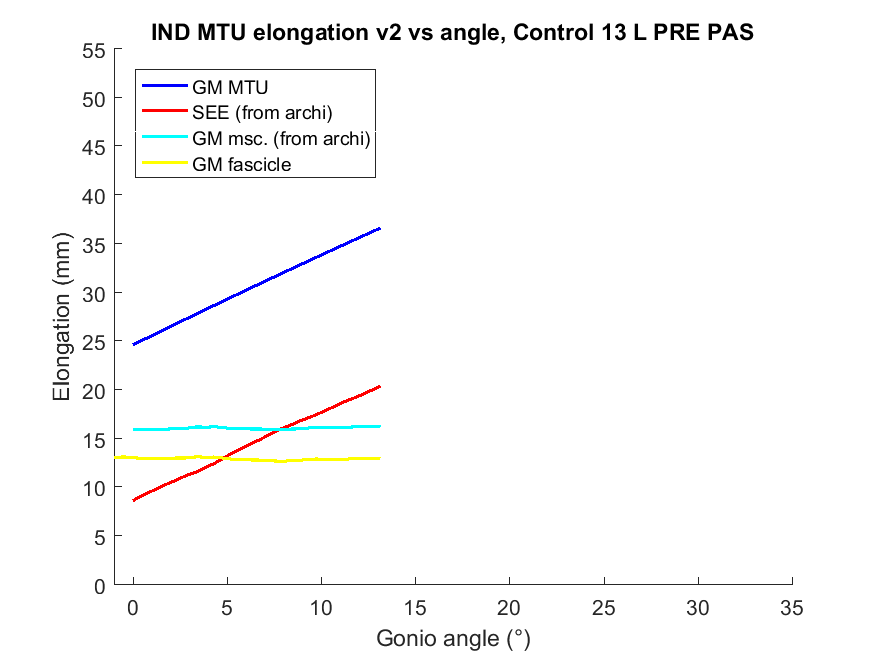 IND MTU elongation v2 vs angle, Control 13 L PRE PAS
GM MTU
SEE (from archi)
GM msc. (from archi)
GM fascicle
55
50
45
40
35
30
25
20
15
10
5
0
Elongation (mm)
0 5 10 15 20 25 30 35
Gonio angle (°)